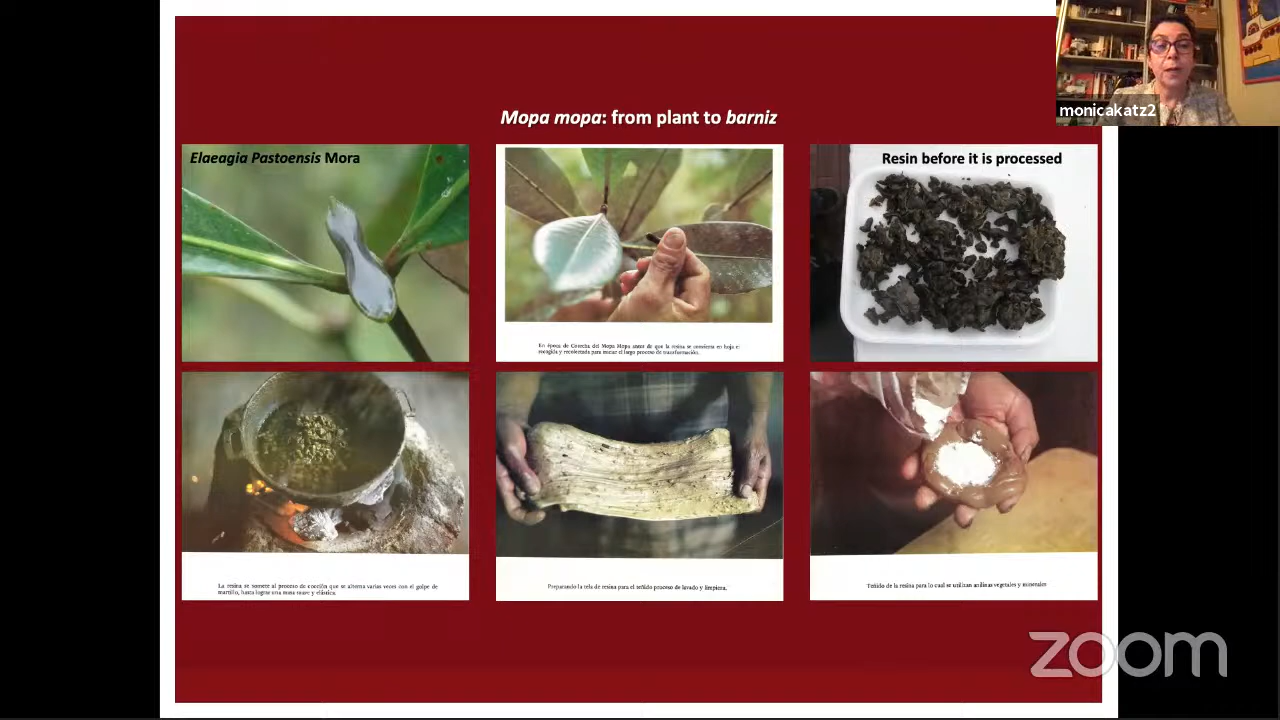 Mopa mopa: from plant to barniz
monicakatz2
Elaeagia Pastoensis Mora
Resin before it is processed
En época de Cosecha del Mopa Mopa antes de que la resina se convierta en hoja es
recogida y recolectada para iniciar el largo proceso de transformación.
La resina se somete al proceso de cocción que se alterna varias veces con el golpe de
martillo, hasta lograr una masa suave y elástica.
Preparando la tela de resina para el teñido proceso de lavado y limpieza.
Teñido de la resina para lo cual se utilizan anilinas vegetales y minerales
zoom